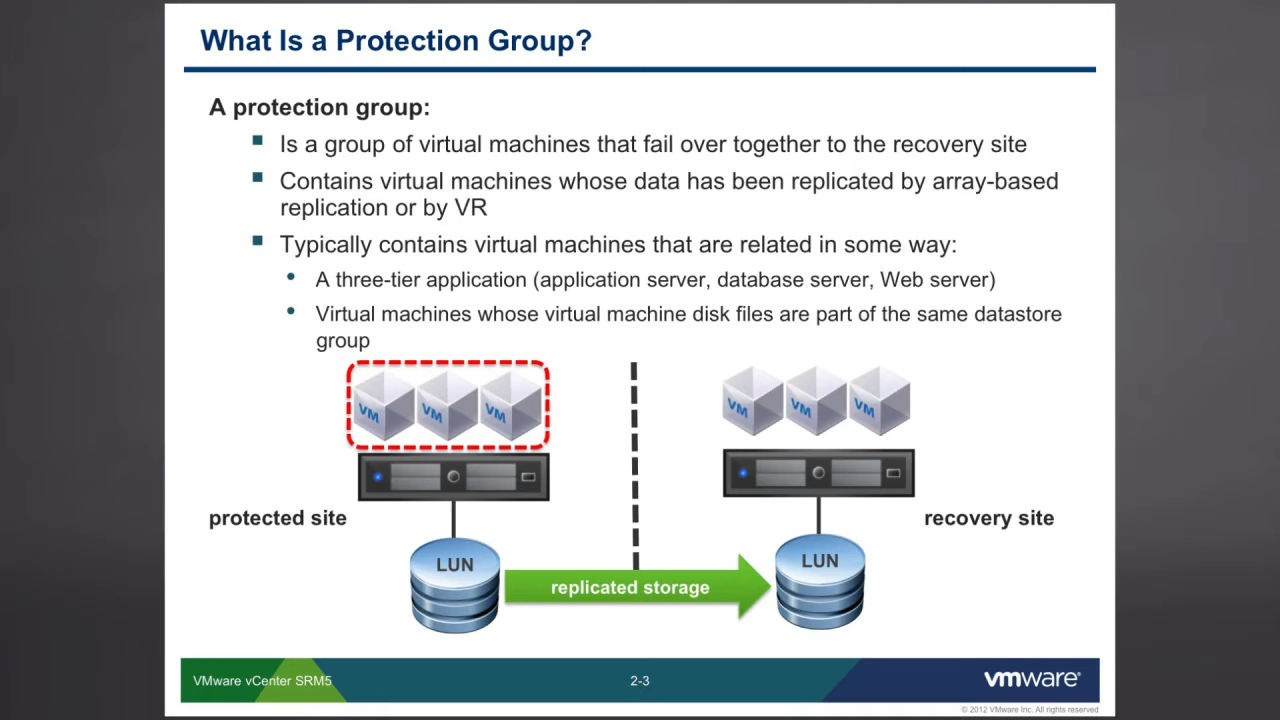 What Is a Protection Group?
A protection group:
Is a group of virtual machines that fail over together to the recovery site
Contains virtual machines whose data has been replicated by array-based
replication or by VR
Typically contains virtual machines that are related in some way:
A three-tier application (application server, database server, Web server)
Virtual machines whose virtual machine disk files are part of the same datastore
group
VM VM VM VM VM VM
protected site
recovery site
LUN LUN
replicated storage
VMware vCenter SRM5 2-3 vmware®
© 2012 VMware Inc. All rights reserved